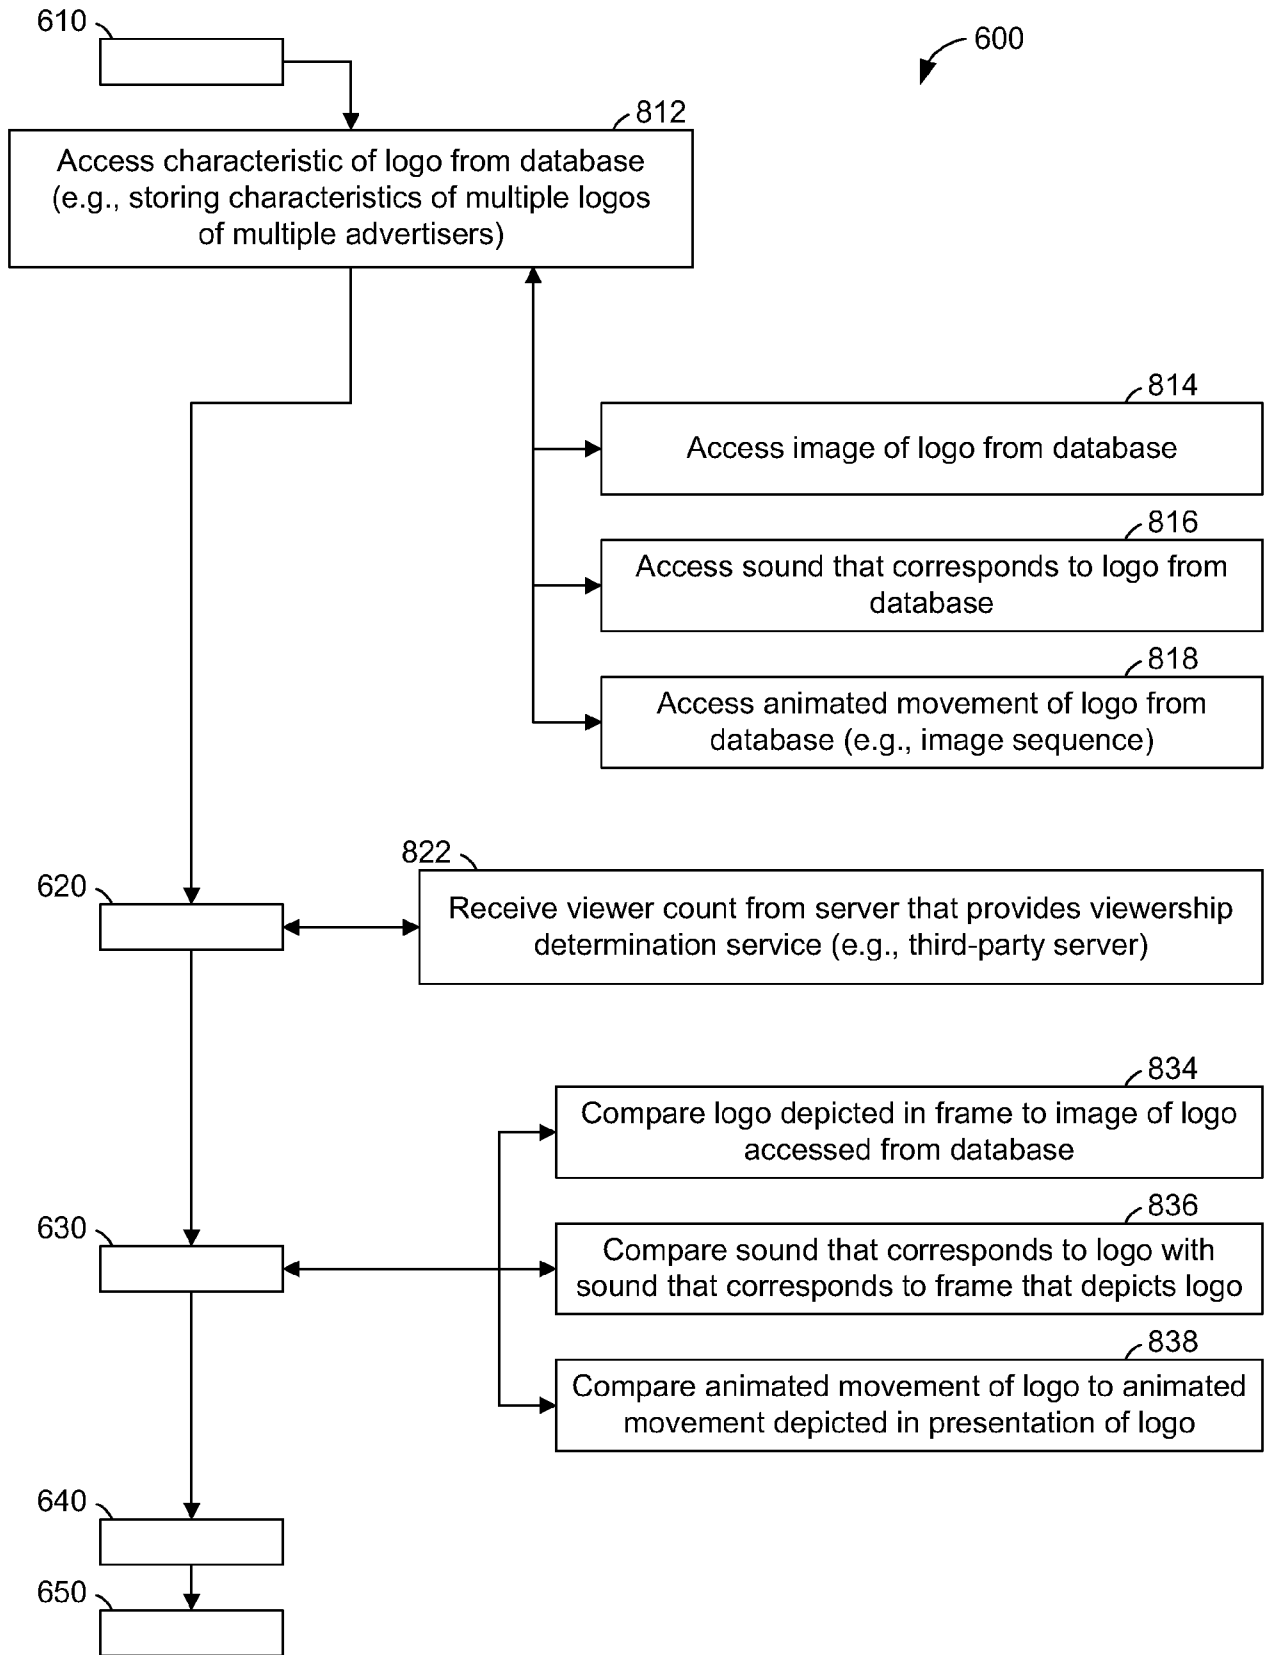 610
600
812
Access characteristic of logo from database
(e.g., storing characteristics of multiple logos
of multiple advertisers)
814
Access image of logo from database
816
Access sound that corresponds to logo from
database
818
Access animated movement of logo from
database (e.g., image sequence)
822
620
Receive viewer count from server that provides viewership
determination service (e.g., third-party server)
834
Compare logo depicted in frame to image of logo
accessed from database
836
630
Compare sound that corresponds to logo with
sound that corresponds to frame that depicts logo
838
Compare animated movement of logo to animated
movement depicted in presentation of logo
640
650